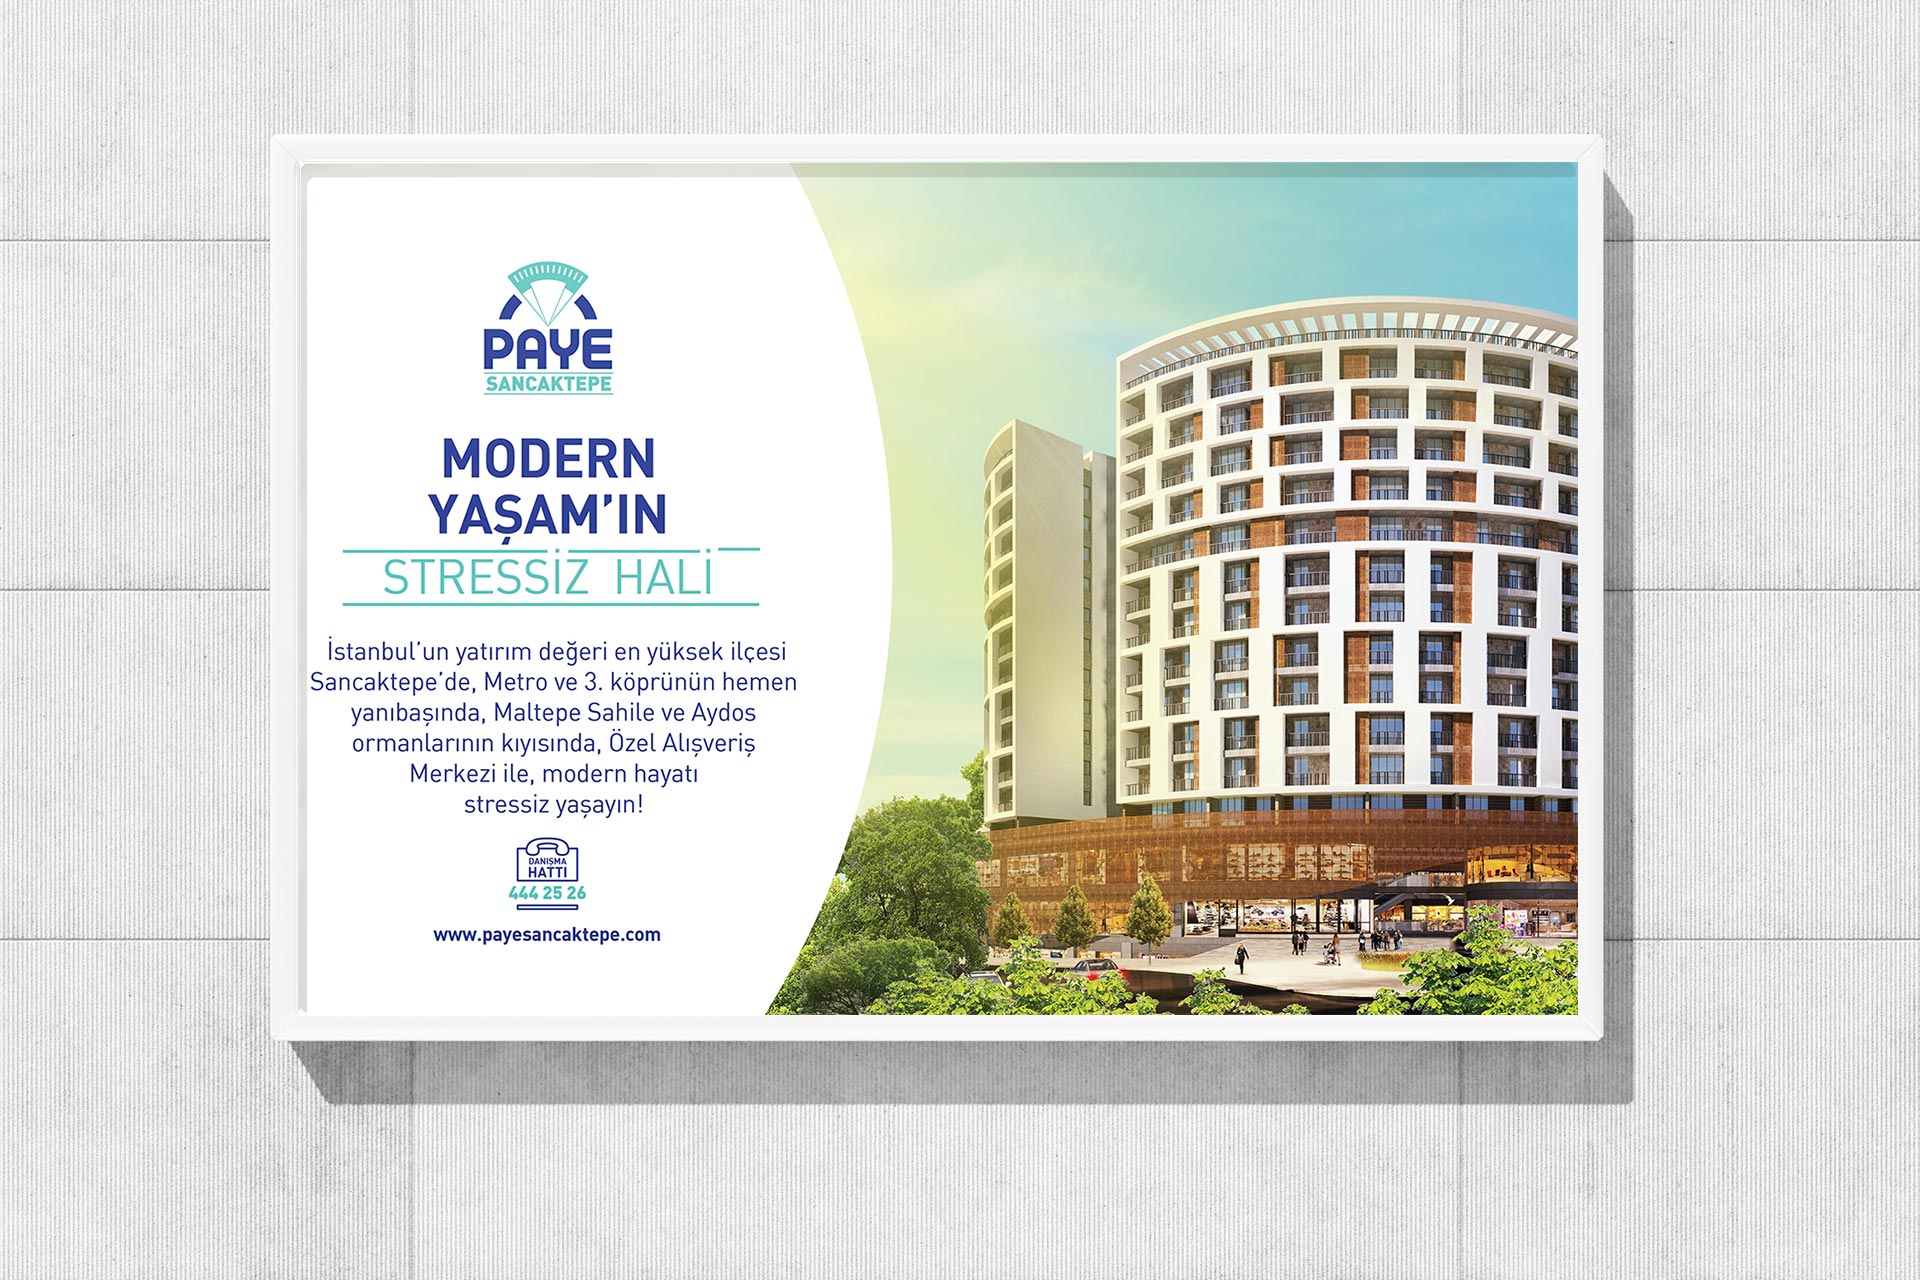 PAYE
SANCAKTEPE
MODERN
YAŞAM'IN
STRESSİZ HALİ
İstanbul'un yatırım değeri en yüksek ilçesi
Sancaktepe'de, Metro ve 3. köprünün hemen
yanıbaşında, Maltepe Sahile ve Aydos
ormanlarının kıyısında, Özel Alışveriş
Merkezi ile, modern hayatı
stressiz yaşayın!
DANIŞMA
HATTI
444 25 26
www.payesancaktepe.com